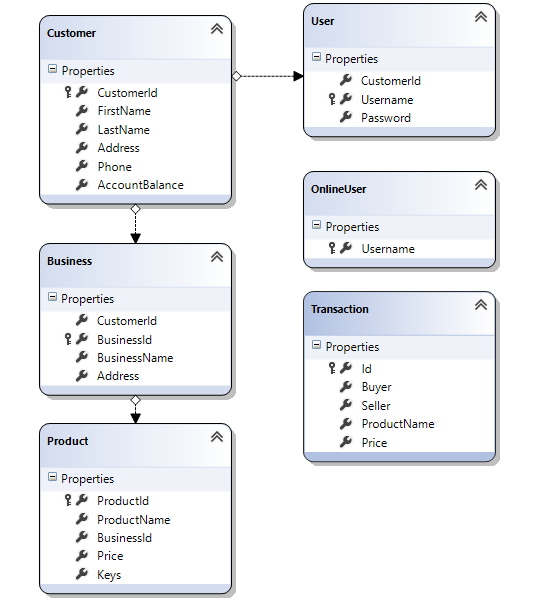 Customer
Properties
CustomerId
FirstName
LastName
Address
Phone
AccountBalance
User
Properties
CustomerId
Username
Password
OnlineUser
Properties
Username
Business
Properties
CustomerId
BusinessId
BusinessName
Address
Transaction
Properties
Id
Buyer
Seller
ProductName
Price
Product
Properties
ProductId
ProductName
BusinessId
Price
Keys